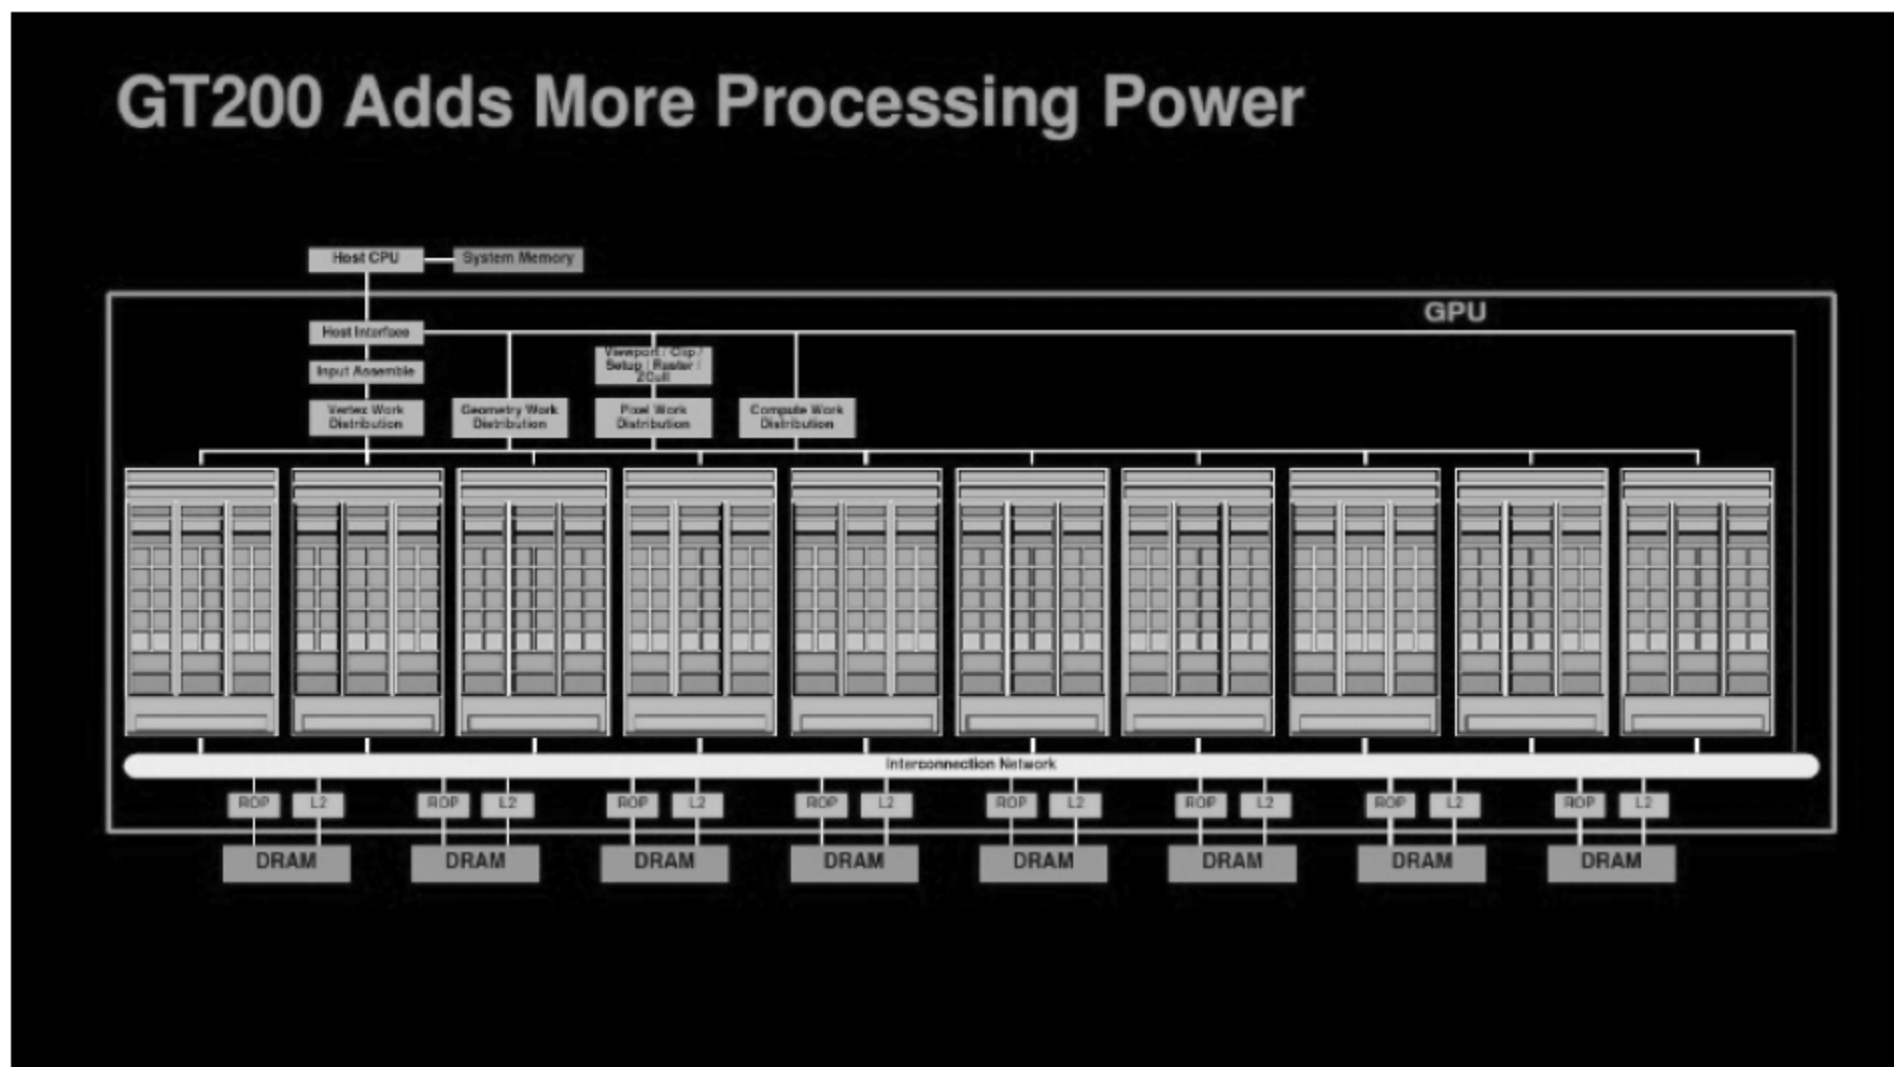 GT200 Adds More Processing Power
Host CPU
System Memory
GPU
Host Interface
Input Assemble
Viewport / Clip /
Setup / Raster /
ZCull
Vertex Work
Distribution
Geometry Work
Distribution
Pixel Work
Distribution
Compute Work
Distribution
Interconnection Network
ROP L2 ROP L2 ROP L2 ROP L2 ROP L2 ROP L2 ROP L2 ROP L2
DRAM DRAM DRAM DRAM DRAM DRAM DRAM DRAM